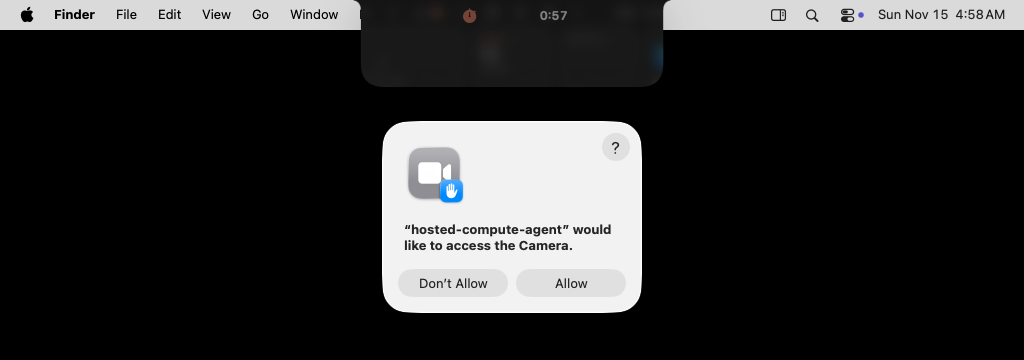 Finder File Edit View Go Window 0:57 Sun Nov 15 4:58 AM
?
“hosted-compute-agent” would
like to access the Camera.
Don't Allow Allow